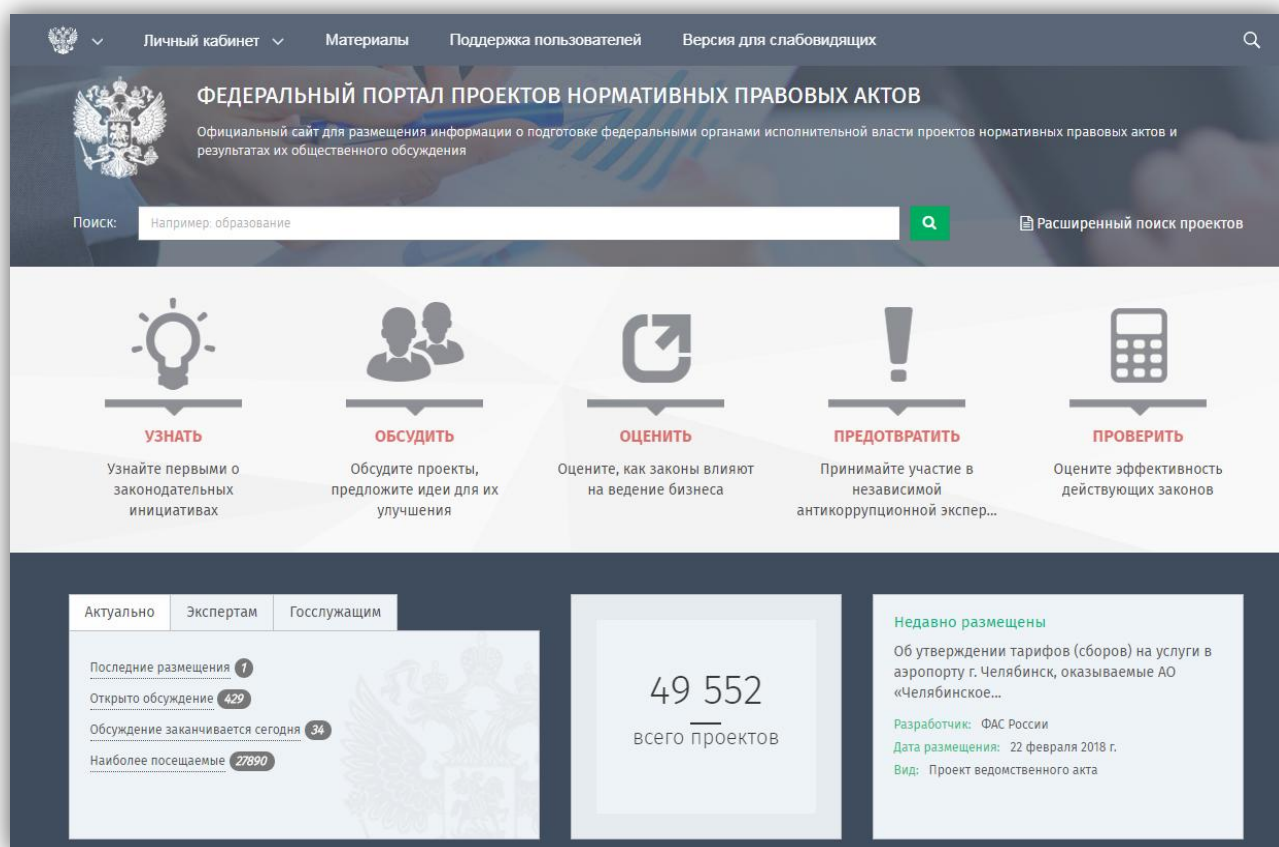 Личный кабинет
Материалы
Поддержка пользователей
Версия для слабовидящих
ФЕДЕРАЛЬНЫЙ ПОРТАЛ ПРОЕКТОВ НОРМАТИВНЫХ ПРАВОВЫХ АКТОВ
Официальный сайт для размещения информации о подготовке федеральными органами исполнительной власти проектов нормативных правовых актов и
результатах их общественного обсуждения
Поиск:
Например: образование
Расширенный поиск проектов
УЗНАТЬ
Узнайте первыми о
законодательных
инициативах
ОБСУДИТЬ
Обсудите проекты,
предложите идеи для их
улучшения
ОЦЕНИТЬ
Оцените, как законы влияют
на ведение бизнеса
ПРЕДОТВРАТИТЬ
Принимайте участие в
независимой
антикоррупционной экспер...
ПРОВЕРИТЬ
Оцените эффективность
действующих законов
Актуально
Экспертам
Госслужащим
Последние размещения 1
Открыто обсуждение 429
Обсуждение заканчивается сегодня 34
Наиболее посещаемые 27890
49 552
всего проектов
Недавно размещены
Об утверждении тарифов (сборов) на услуги в
аэропорту г. Челябинск, оказываемые АО
«Челябинское...
Разработчик: ФАС России
Дата размещения: 22 февраля 2018 г.
Вид: Проект ведомственного акта